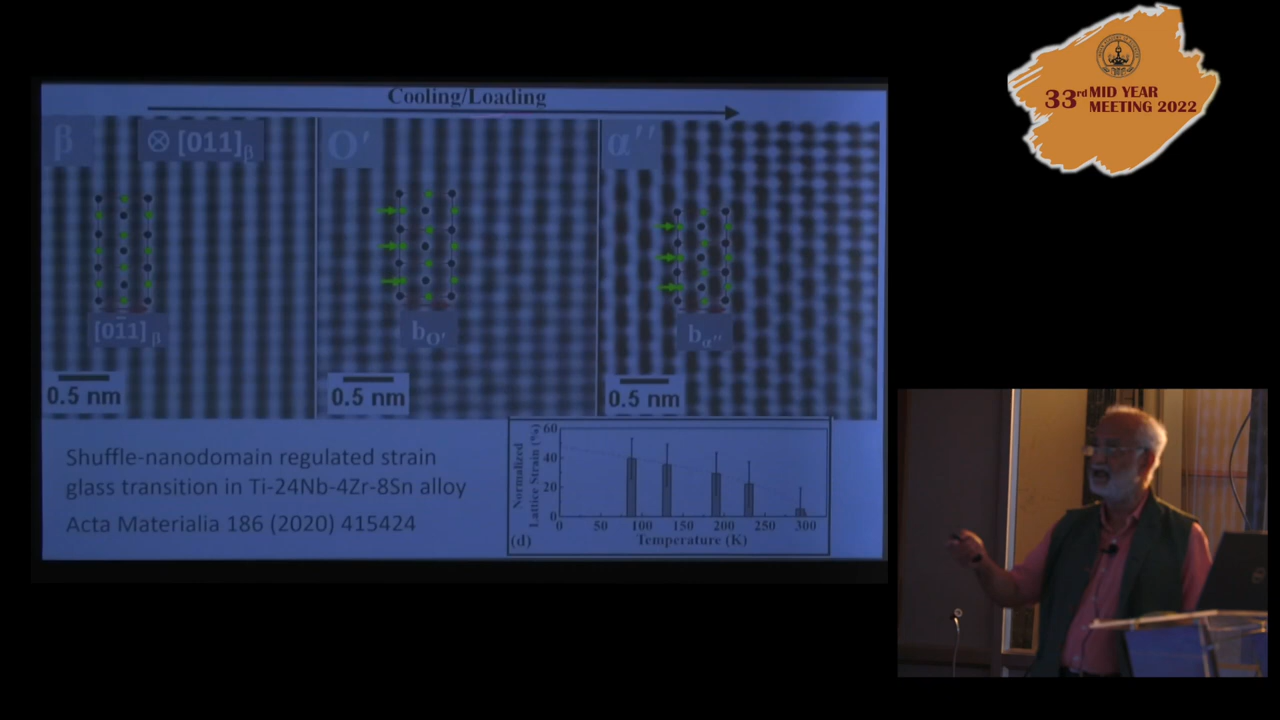 Cooling/Loading
β
⊗ [011]β
O′
α″
[01̄1]β
bO′
bα″
0.5 nm
0.5 nm
0.5 nm
Shuffle-nanodomain regulated strain
glass transition in Ti-24Nb-4Zr-8Sn alloy
Acta Materialia 186 (2020) 415424
Normalized
Lattice Strain (%)
60
40
20
0
0 50 100 150 200 250 300
Temperature (K)
(d)
33rd MID YEAR
MEETING 2022